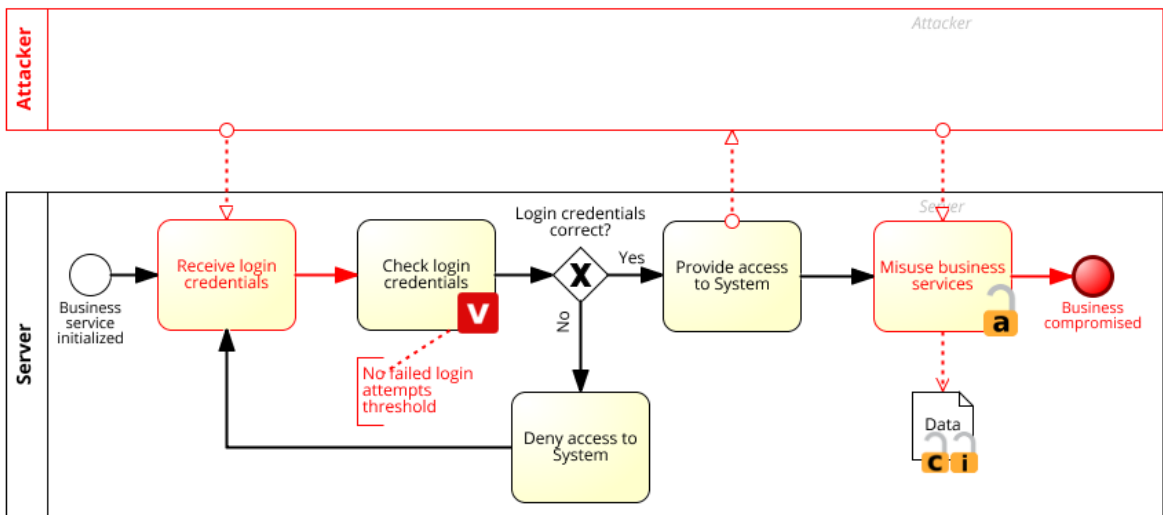 Attacker
Attacker
Server
Server
Business
service
initialized
Receive login
credentials
Check login
credentials
V
No failed login
attempts
threshold
Login credentials
correct?
X
Yes
No
Deny access to
System
Provide access
to System
Misuse business
services
a
Business
compromised
Data
c
i